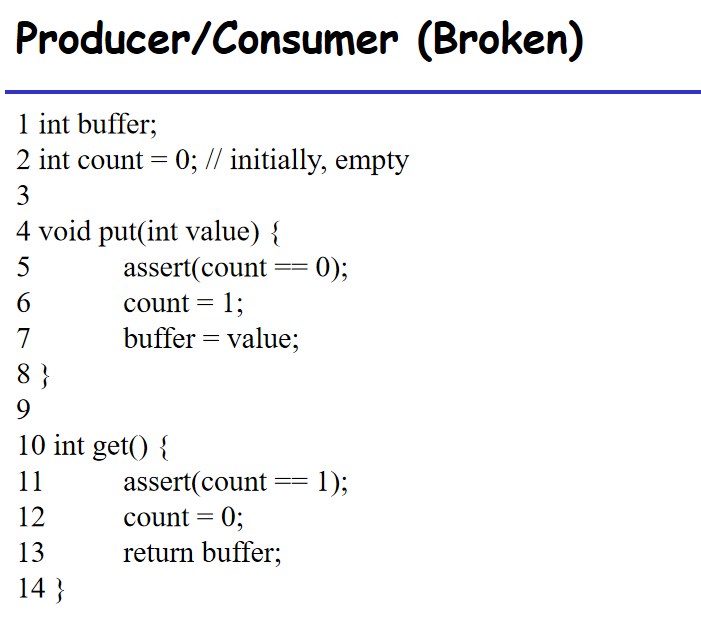 Producer/Consumer (Broken)
1 int buffer;
2 int count = 0; // initially, empty
3
4 void put(int value) {
5 assert(count == 0);
6 count = 1;
7 buffer = value;
8 }
9
10 int get() {
11 assert(count == 1);
12 count = 0;
13 return buffer;
14 }